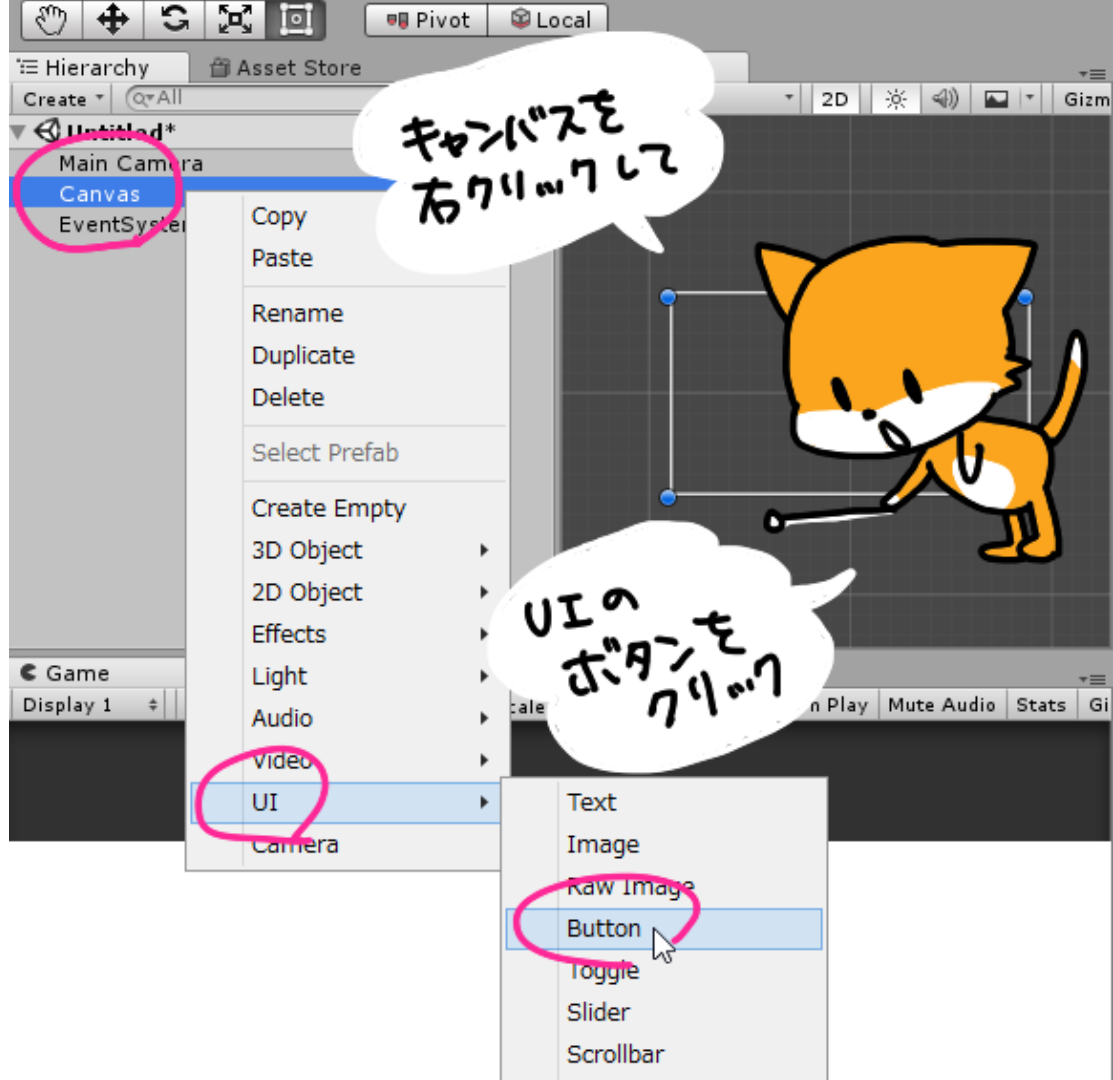 Pivot Local
Hierarchy Asset Store
Create All 2D Gizm
Untitled*
Main Camera
Canvas
EventSyster
キャンバスを
右クリックして
Copy
Paste
Rename
Duplicate
Delete
Select Prefab
Create Empty
3D Object
2D Object
Effects
Light
Audio
Video
UI
Camera
UIの
ボタンを
クリック
Game
Display 1 cale n Play Mute Audio Stats Gi
Text
Image
Raw Image
Button
Toggle
Slider
Scrollbar